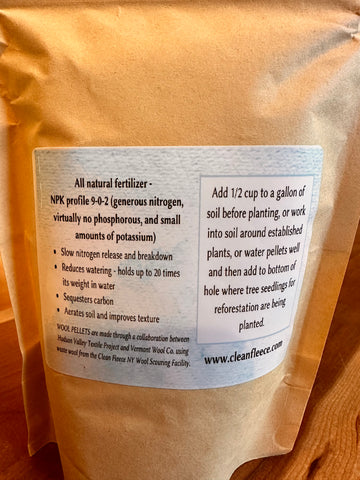 All natural fertilizer -
NPK profile 9-0-2 (generous nitrogen,
virtually no phosphorous, and small
amounts of potassium)
• Slow nitrogen release and breakdown
• Reduces watering - holds up to 20 times
its weight in water
• Sequesters carbon
• Aerates soil and improves texture
WOOL PELLETS are made through a collaboration between
Hudson Valley Textile Project and Vermont Wool Co. using
waste wool from the Clean Fleece NY Wool Scouring Facility.
Add 1/2 cup to a gallon of
soil before planting, or work
into soil around established
plants, or water pellets well
and then add to bottom of
hole where tree seedlings for
reforestation are being
planted.
www.cleanfleece.com